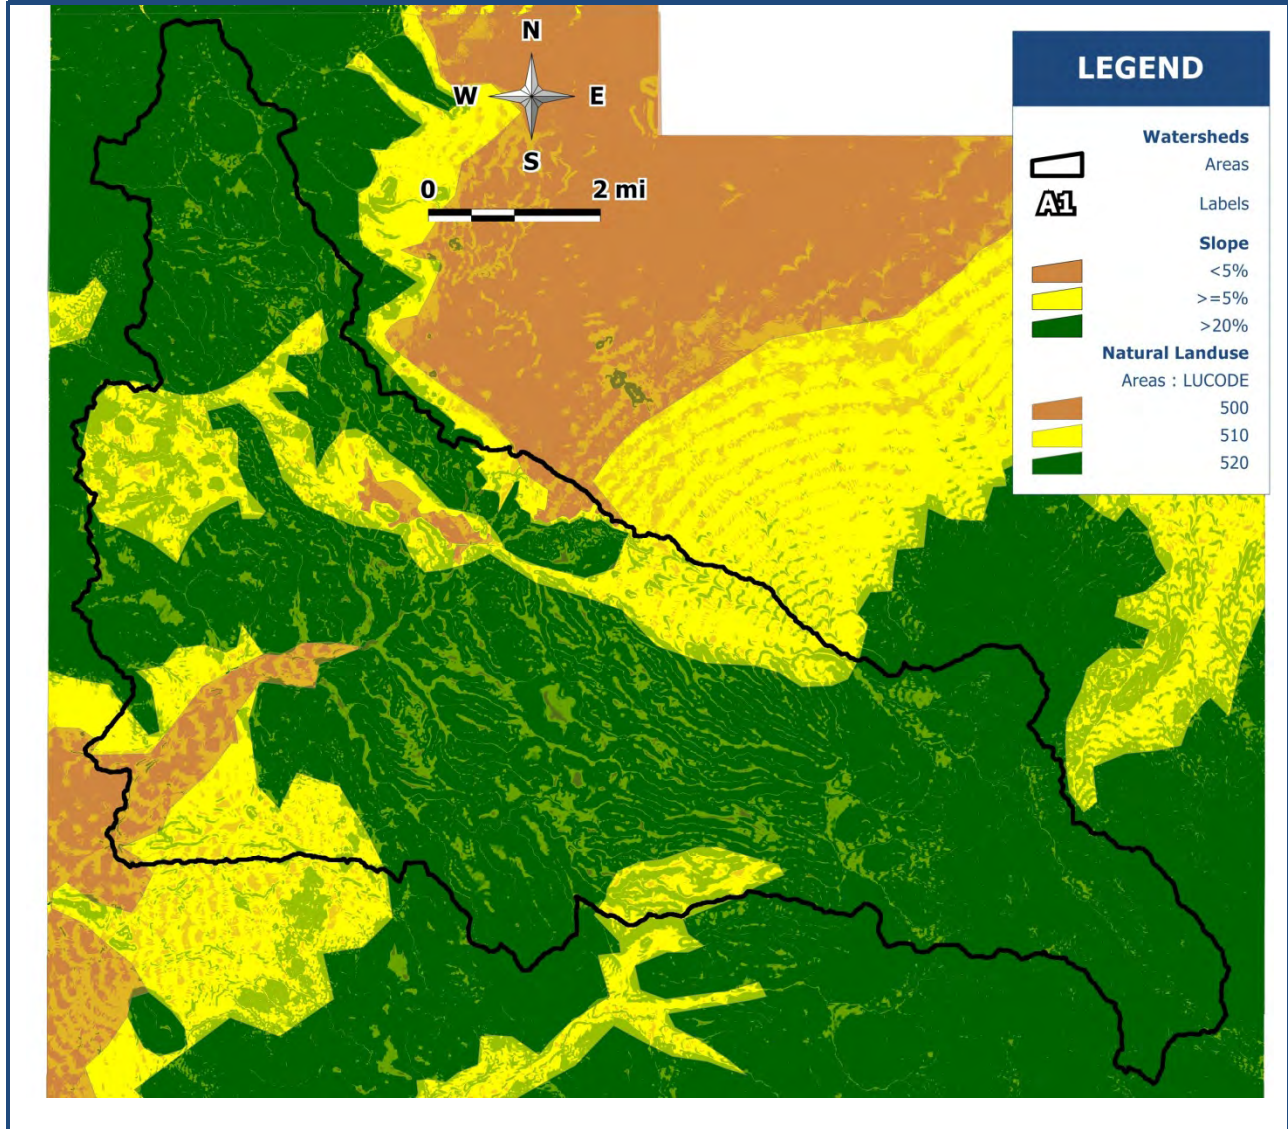 N
W E
S
0 2 mi
LEGEND
Watersheds
Areas
A1 Labels
Slope
<5%
>=5%
>20%
Natural Landuse
Areas : LUCODE
500
510
520